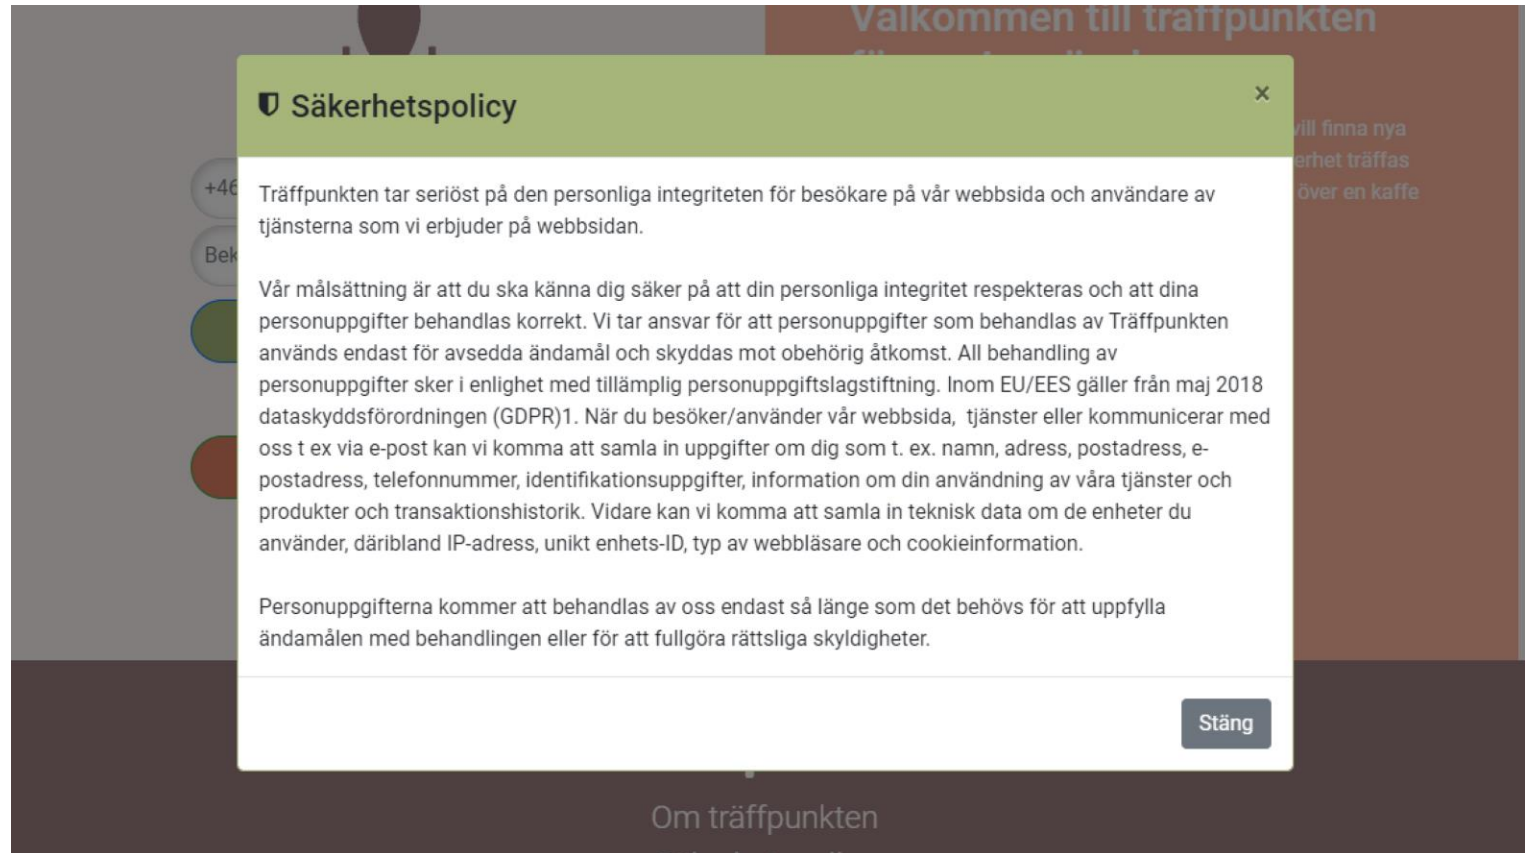 Välkommen till träffpunkten
Säkerhetspolicy
×
vill finna nya
träffas
över en kaffe
+46
Träffpunkten tar seriöst på den personliga integriteten för besökare på vår webbsida och användare av
tjänsterna som vi erbjuder på webbsidan.
Vår målsättning är att du ska känna dig säker på att din personliga integritet respekteras och att dina
personuppgifter behandlas korrekt. Vi tar ansvar för att personuppgifter som behandlas av Träffpunkten
används endast för avsedda ändamål och skyddas mot obehörig åtkomst. All behandling av
personuppgifter sker i enlighet med tillämplig personuppgiftslagstiftning. Inom EU/EES gäller från maj 2018
dataskyddsförordningen (GDPR)1. När du besöker/använder vår webbsida,  tjänster eller kommunicerar med
oss t ex via e-post kan vi komma att samla in uppgifter om dig som t. ex. namn, adress, postadress, e-
postadress, telefonnummer, identifikationsuppgifter, information om din användning av våra tjänster och
produkter och transaktionshistorik. Vidare kan vi komma att samla in teknisk data om de enheter du
använder, däribland IP-adress, unikt enhets-ID, typ av webbläsare och cookieinformation.
Personuppgifterna kommer att behandlas av oss endast så länge som det behövs för att uppfylla
ändamålen med behandlingen eller för att fullgöra rättsliga skyldigheter.
Stäng
Om träffpunkten